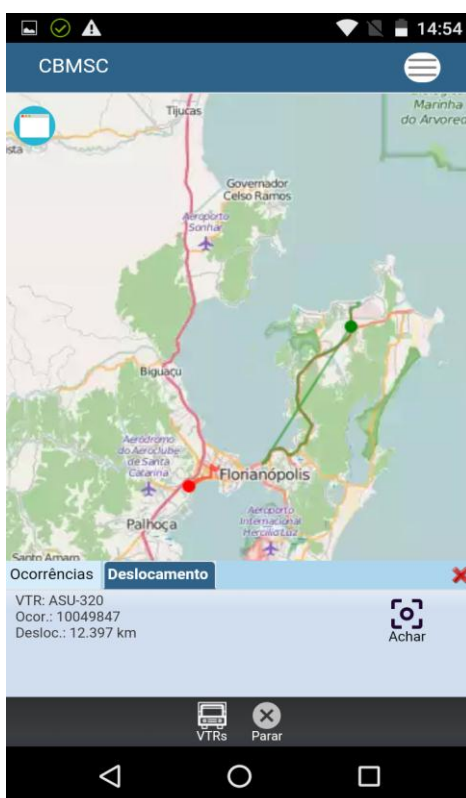 14:54
CBMSC
Marinha
do Arvored
Tijucas
Governador
Celso Ramos
Aeroporto
Sonhar
Biguaçu
Aeródromo
do Aeroclube
de Santa
Catarina
Florianópolis
Palhoça
Aeroporto
Internacional
Hercílio Luz
Santo Amaro
Ocorrências Deslocamento
VTR: ASU-320
Ocor.: 10049847
Desloc.: 12.397 km
Achar
VTRs Parar